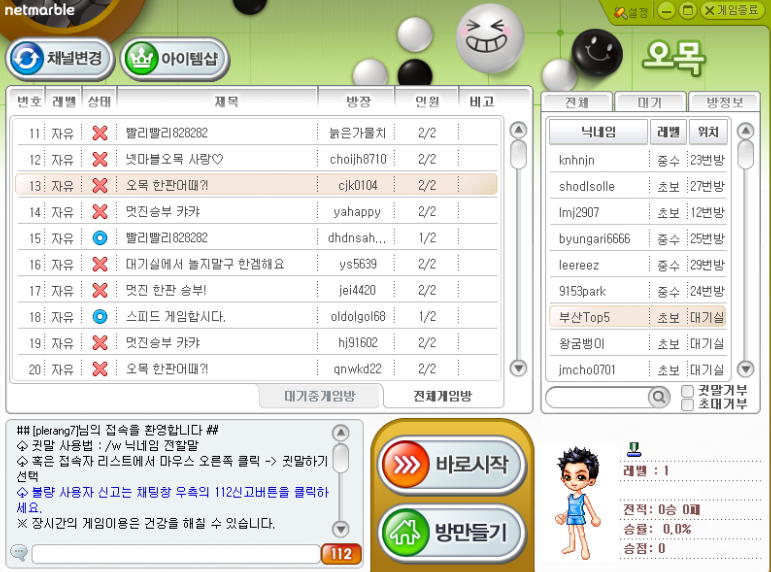 netmarble
설정
게임종료
채널변경
아이템샵
오목
번호 레벨 상태 제목 방장 인원 비고
11 자유 빨리빨리828282 늙은가물치 2/2
12 자유 넷마블오목 사랑♡ choijh8710 2/2
13 자유 오목 한판어때?! cjk0104 2/2
14 자유 멋진승부 캬캬 yahappy 2/2
15 자유 빨리빨리828282 dhdnsah,,, 1/2
16 자유 대기실에서 놀지말구 한겜해요 ys5639 2/2
17 자유 멋진 한판 승부! jei4420 2/2
18 자유 스피드 게임합시다. oldolgol68 1/2
19 자유 멋진승부 캬캬 hj91602 2/2
20 자유 오목 한판어때?! qnwkd22 2/2
대기중게임방 전체게임방
전체 대기 방정보
닉네임 레벨 위치
knhnjn 중수 23번방
shodlsolle 초보 27번방
lmj2907 초보 12번방
byungari6666 중수 25번방
leereez 중수 29번방
9153park 중수 24번방
부산Top5 초보 대기실
왕굼벵이 초보 대기실
jmcho0701 초보 대기실
귓말거부
초대거부
## [plerang7]님의 접속을 환영합니다 ##
♤ 귓말 사용법 : /w 닉네임 전할말
♤ 혹은 접속자 리스트에서 마우스 오른쪽 클릭 -> 귓말하기
선택
♤ 불량 사용자 신고는 채팅창 우측의 112신고버튼을 클릭하
세요.
※ 장시간의 게임이용은 건강을 해칠 수 있습니다.
112
바로시작
방만들기
레벨 : 1
전적: 0승 0패
승률: 0.0%
승점: 0